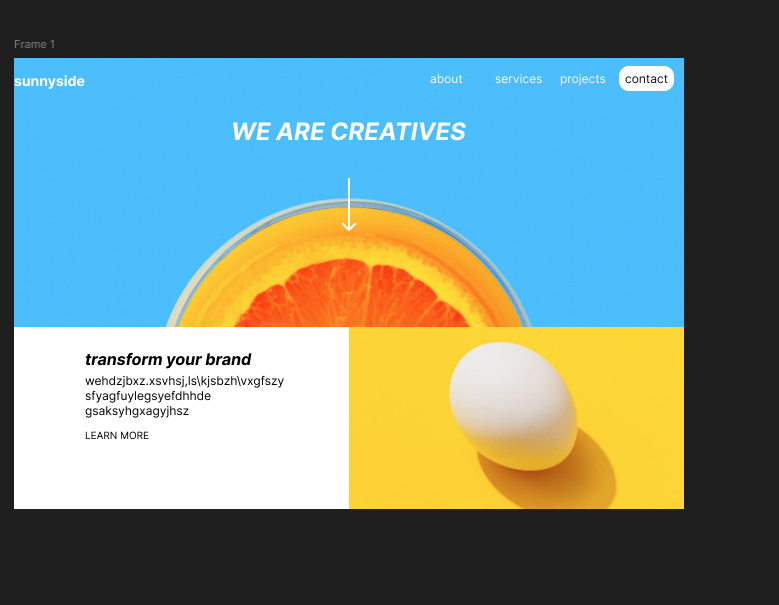 Frame 1
sunnyside about services projects contact
WE ARE CREATIVES
transform your brand
wehdzjbxz.xsvhsj,ls\kjsbzh\vxgfszy
sfyagfuylegsyefdhhde
gsaksyhgxagyjhsz
LEARN MORE